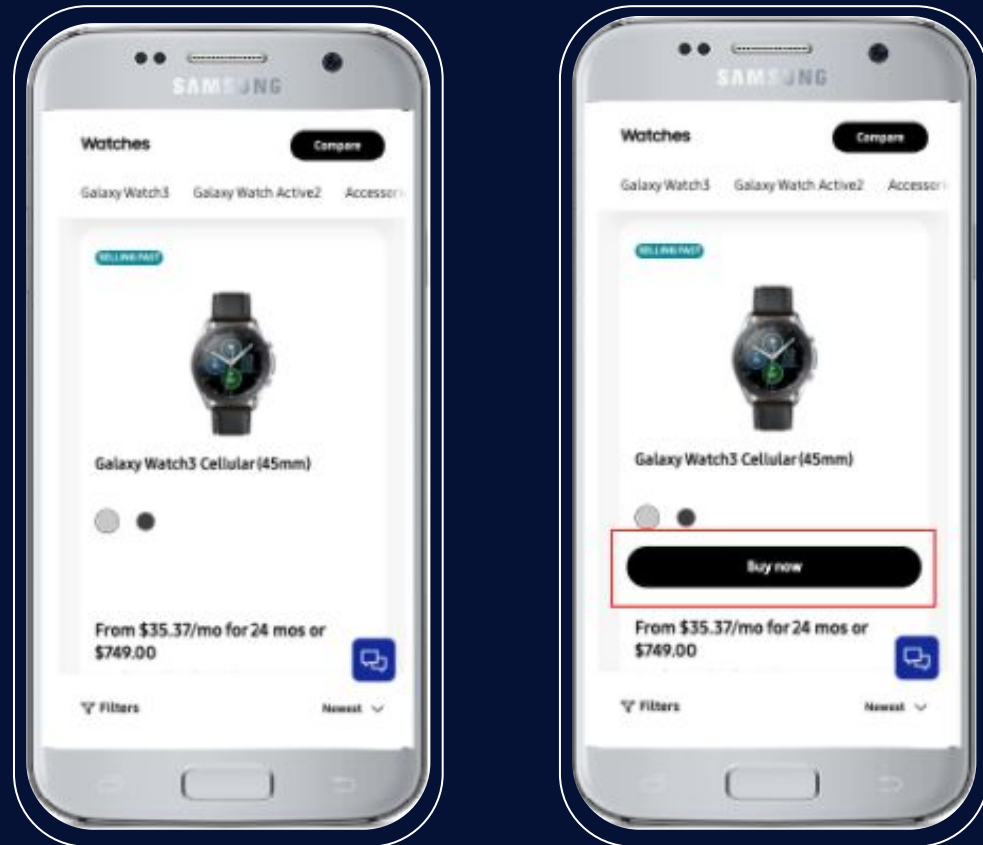 SAMSUNG
Watches
Compare
Galaxy Watch3 Galaxy Watch Active2 Accessori
SELLING FAST
Galaxy Watch3 Cellular (45mm)
From $35.37/mo for 24 mos or
$749.00
Filters
Newest
SAMSUNG
Watches
Compare
Galaxy Watch3 Galaxy Watch Active2 Accessori
SELLING FAST
Galaxy Watch3 Cellular (45mm)
Buy now
From $35.37/mo for 24 mos or
$749.00
Filters
Newest